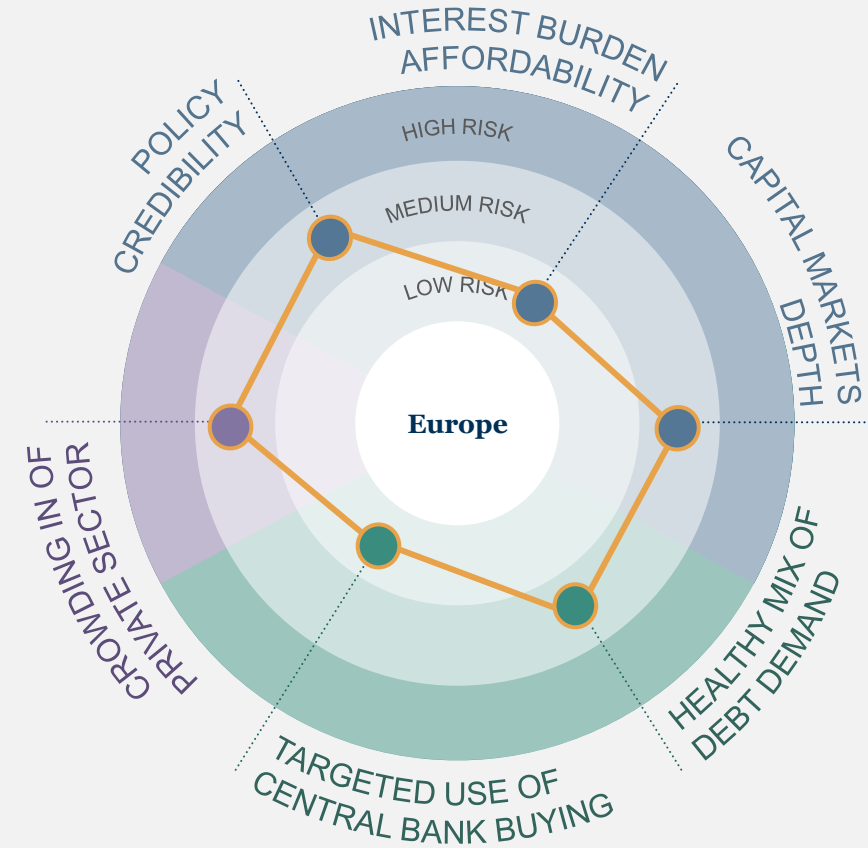 INTEREST BURDEN
AFFORDABILITY
POLICY
CREDIBILITY
CAPITAL MARKETS
DEPTH
HIGH RISK
MEDIUM RISK
LOW RISK
Europe
CROWDING IN OF
PRIVATE SECTOR
HEALTHY MIX OF
DEBT DEMAND
TARGETED USE OF
CENTRAL BANK BUYING